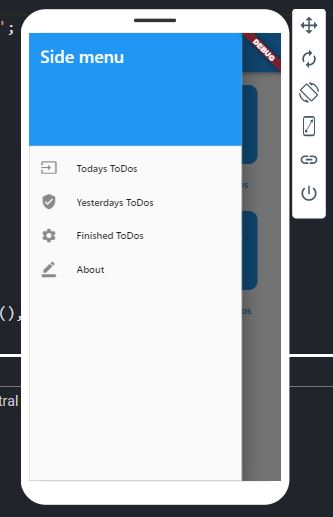 ';
Side menu
DEBUG
Todays ToDos
Yesterdays ToDos
Finished ToDos
About
(),